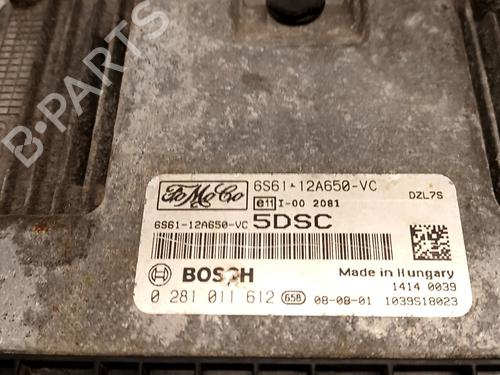 B-PARTS
FoMoCo
6S61-12A650-VC
DZL7S
e11 I-00 2081
6S61-12A650-VC 5DSC
BOSCH
Made in Hungary
1414 0039
0 281 011 612 G5B 08-08-01 1039S18023